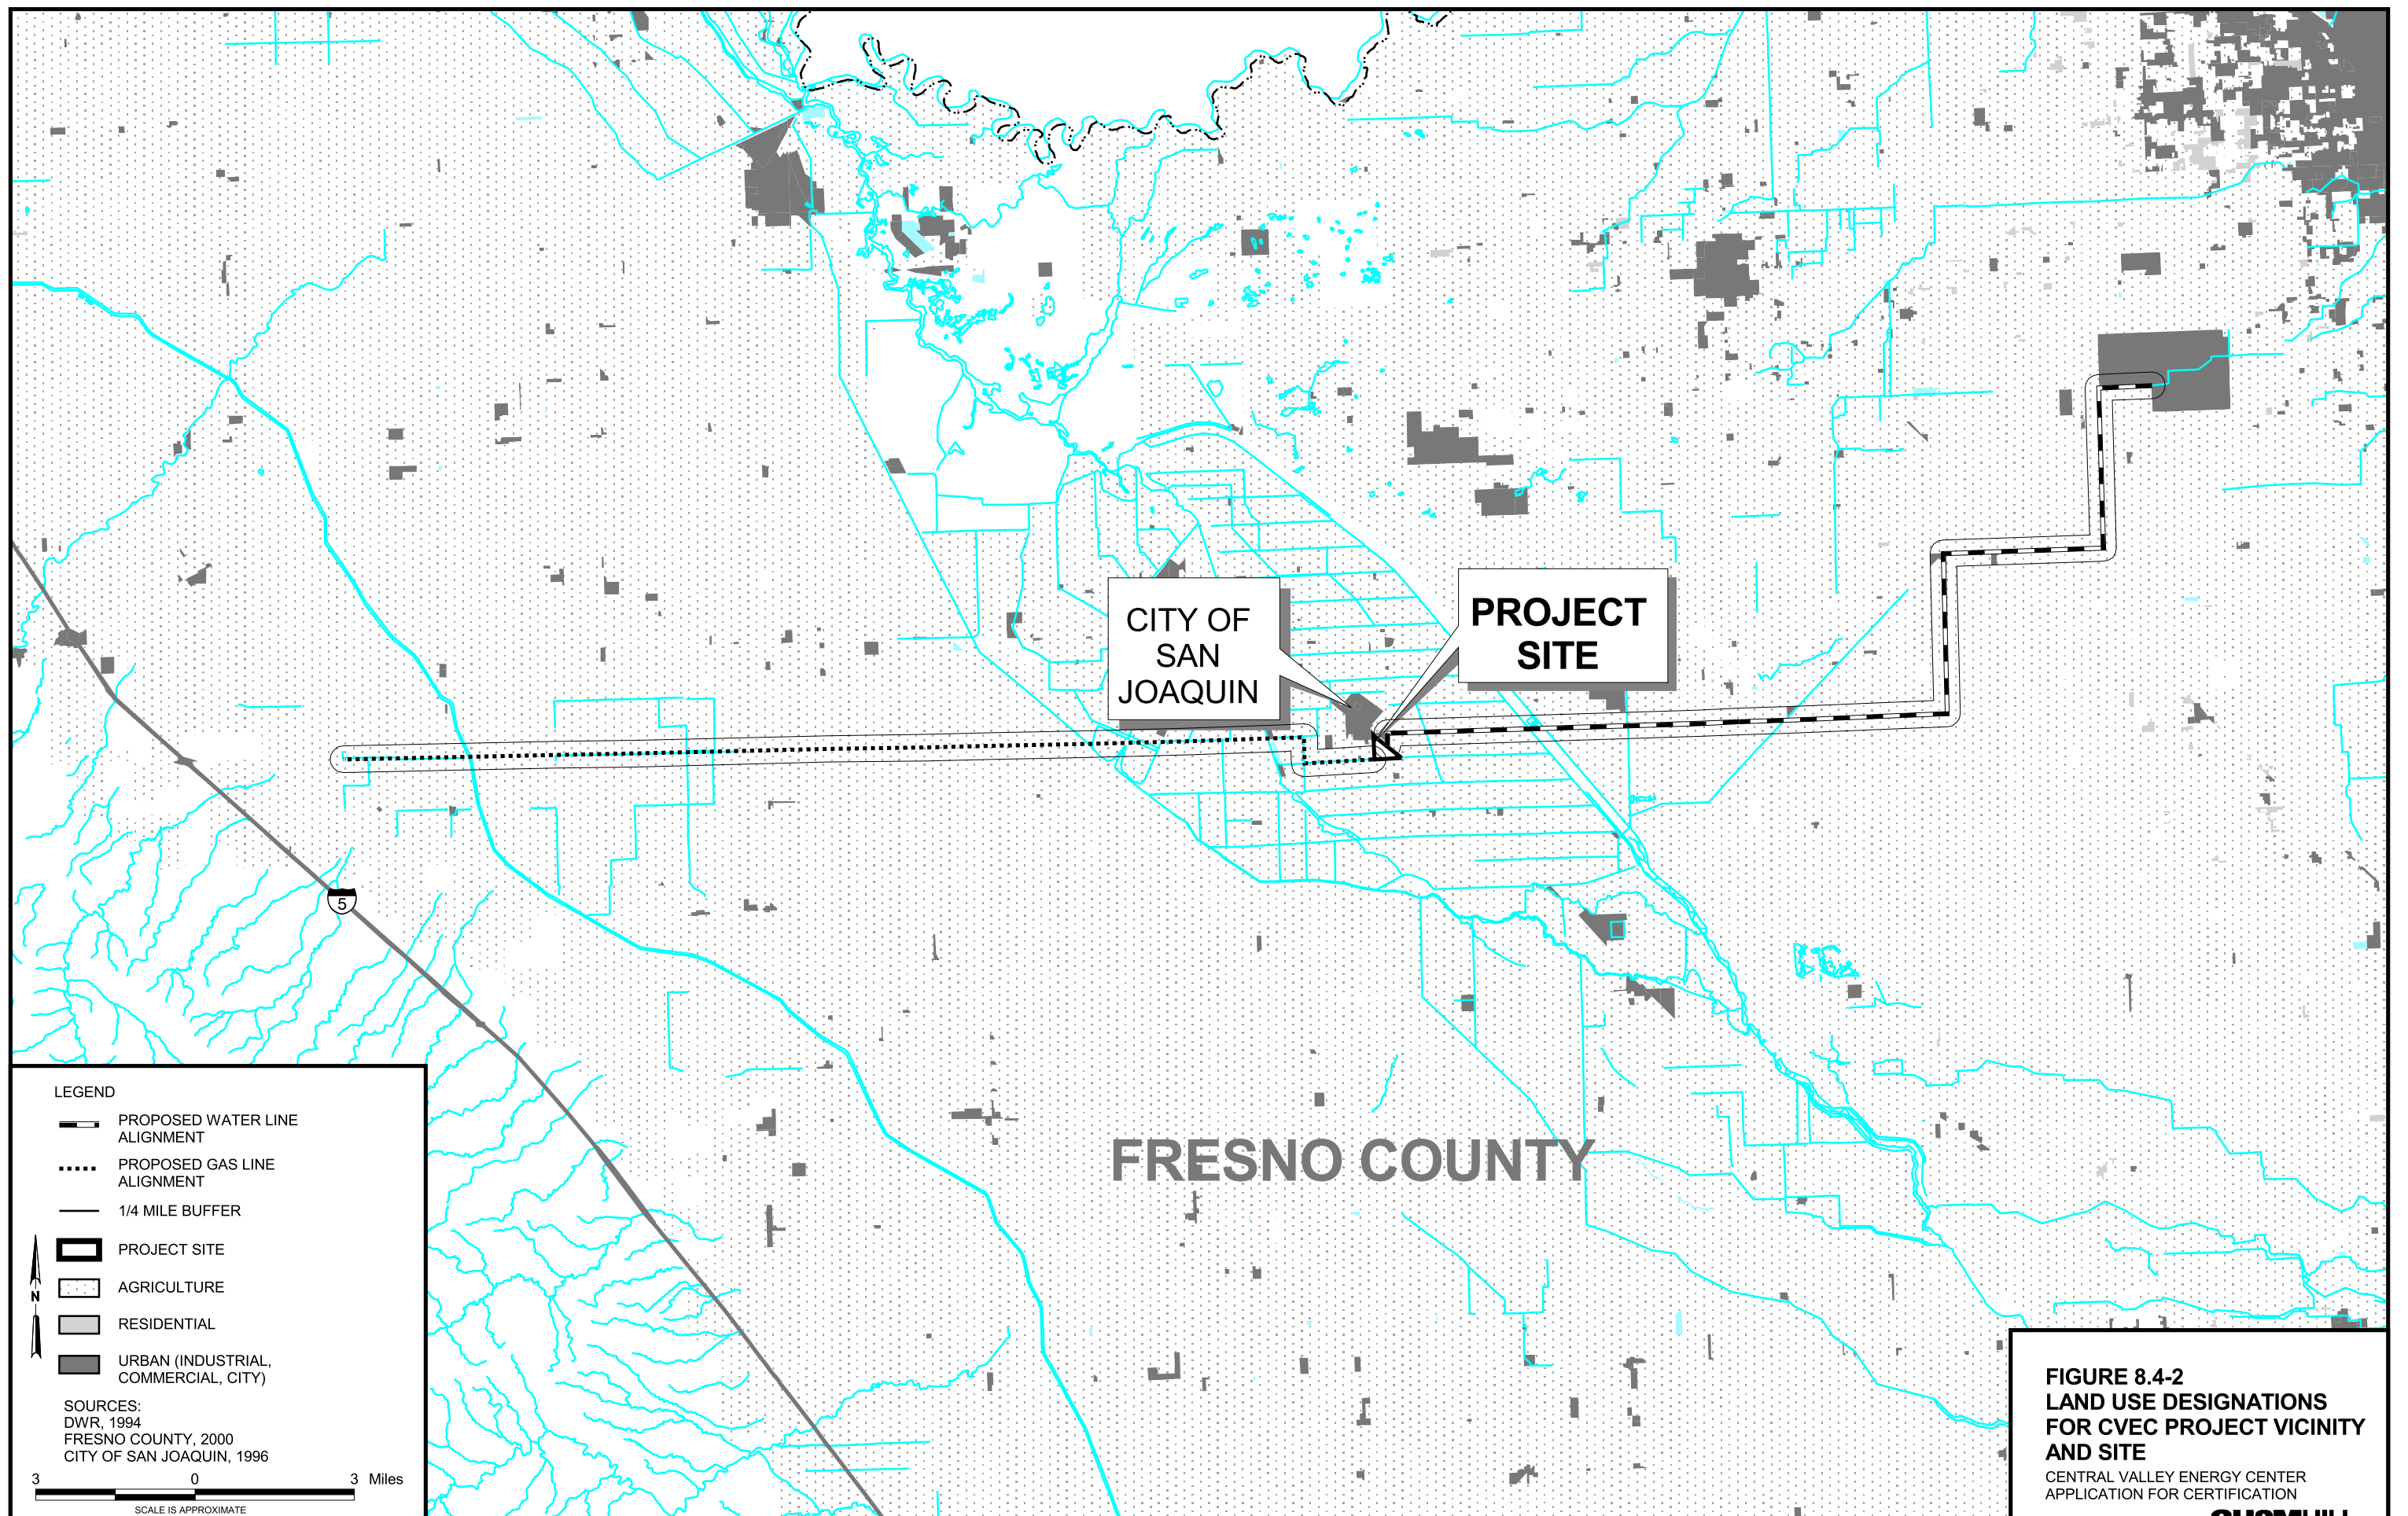 CITY OF
SAN
JOAQUIN
PROJECT
SITE
5
FRESNO COUNTY
LEGEND
PROPOSED WATER LINE
ALIGNMENT
PROPOSED GAS LINE
ALIGNMENT
1/4 MILE BUFFER
PROJECT SITE
AGRICULTURE
N
RESIDENTIAL
URBAN (INDUSTRIAL,
COMMERCIAL, CITY)
SOURCES:
DWR, 1994
FRESNO COUNTY, 2000
CITY OF SAN JOAQUIN, 1996
3 0 3 Miles
SCALE IS APPROXIMATE
FIGURE 8.4-2
LAND USE DESIGNATIONS
FOR CVEC PROJECT VICINITY
AND SITE
CENTRAL VALLEY ENERGY CENTER
APPLICATION FOR CERTIFICATION